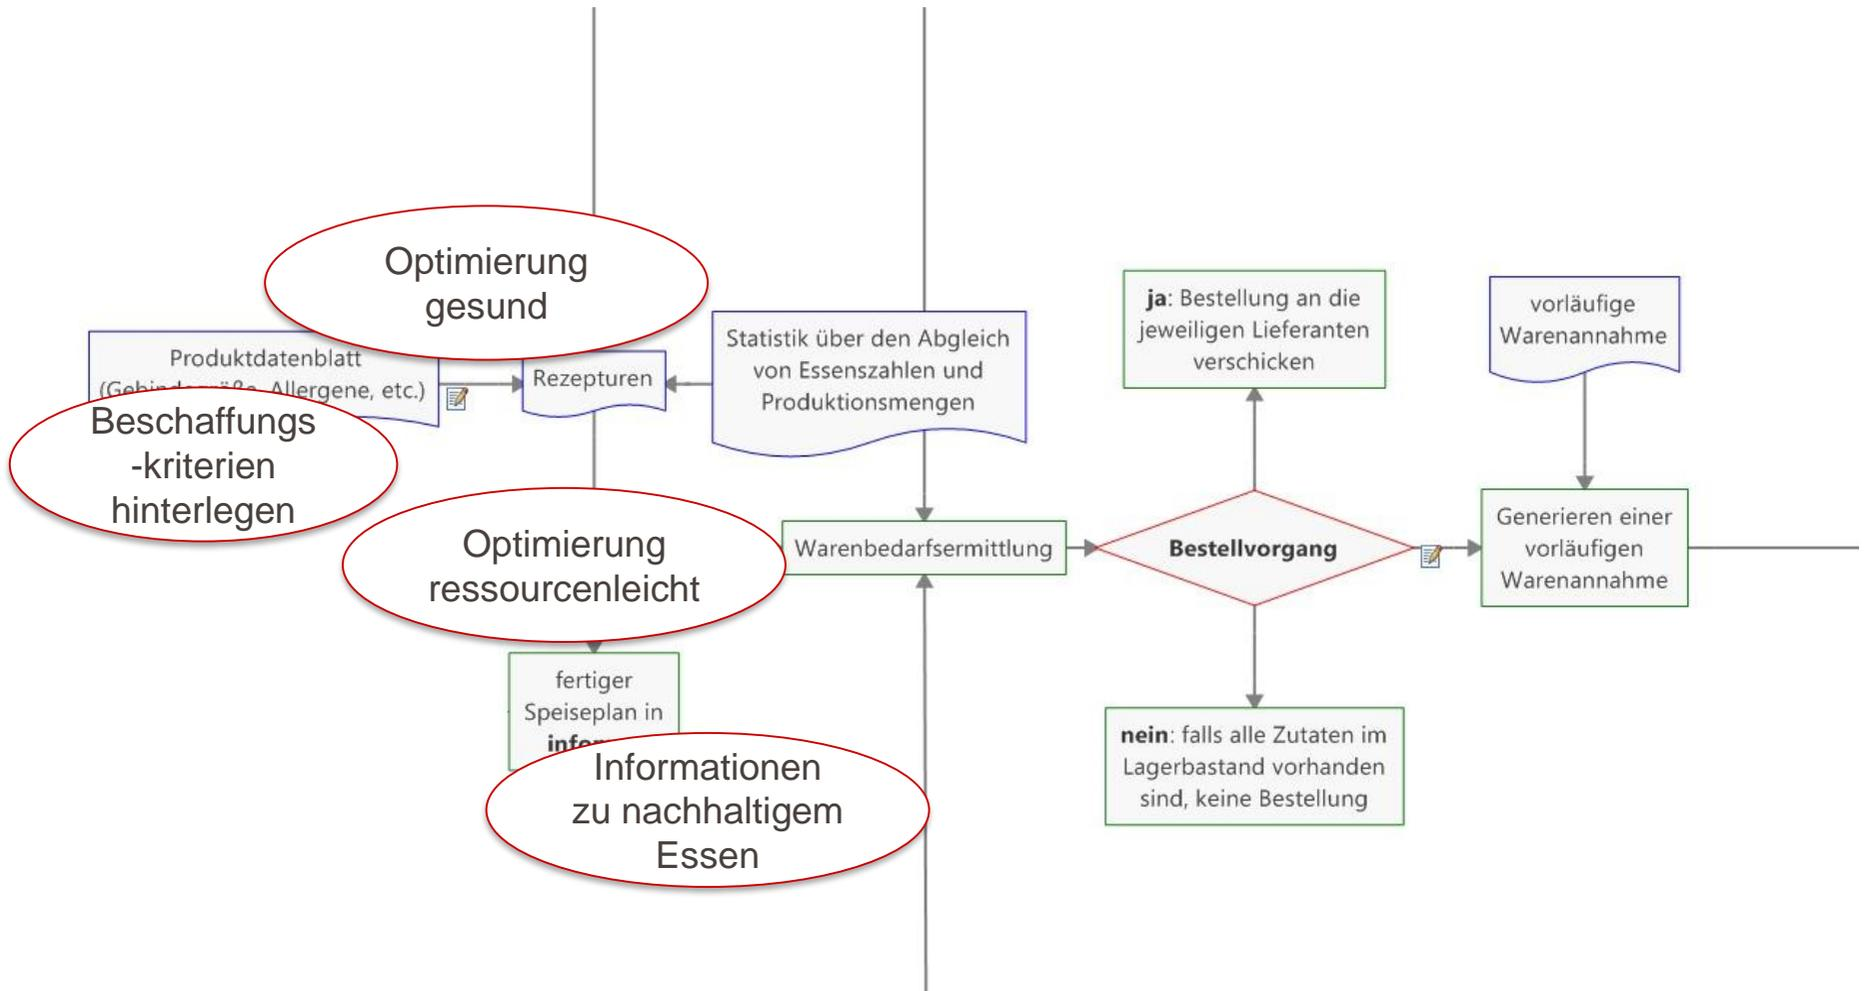 Optimierung
gesund
Produktdatenblatt
(Gebindegröße, Allergene, etc.)
Beschaffungs
-kriterien
hinterlegen
Rezepturen
Statistik über den Abgleich
von Essenszahlen und
Produktionsmengen
Optimierung
ressourcenleicht
fertiger
Speiseplan in
Informationen
zu nachhaltigem
Essen
Warenbedarfsermittlung
ja: Bestellung an die
jeweiligen Lieferanten
verschicken
Bestellvorgang
nein: falls alle Zutaten im
Lagerbastand vorhanden
sind, keine Bestellung
vorläufige
Warenannahme
Generieren einer
vorläufigen
Warenannahme